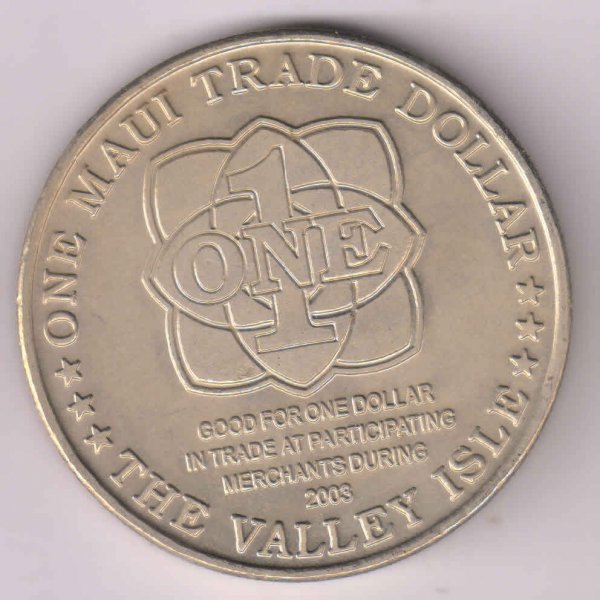 ONE MAUI TRADE DOLLAR
1
ONE
GOOD FOR ONE DOLLAR
IN TRADE AT PARTICIPATING
MERCHANTS DURING
2003
THE VALLEY ISLE